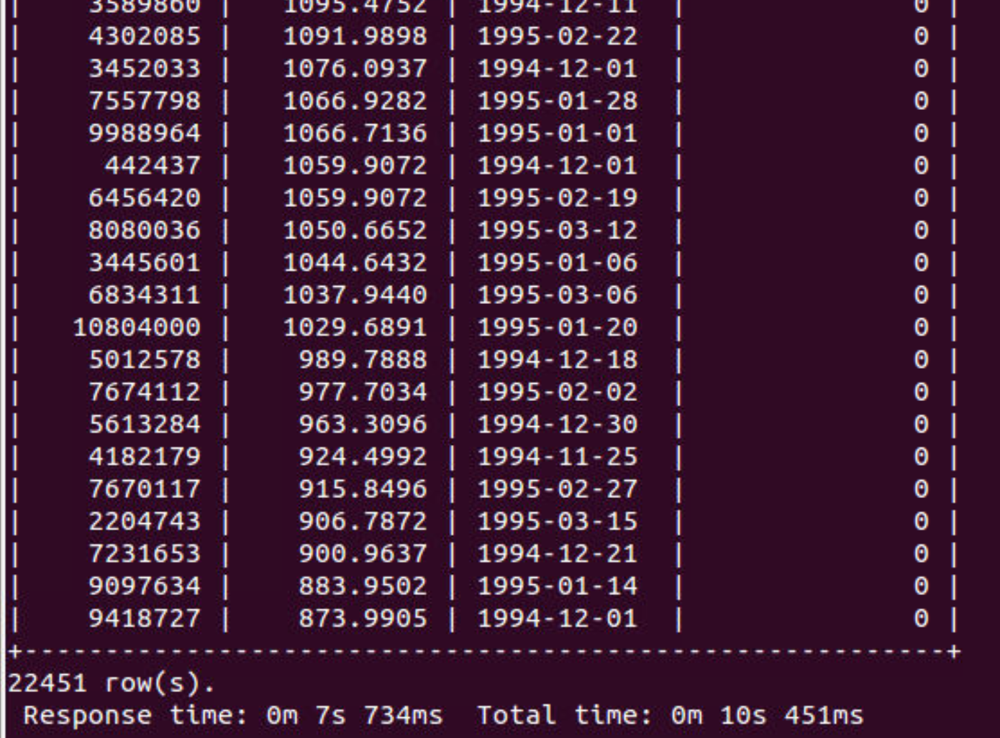 |     3589860 |    1095.4752 | 1994-12-11  |              0 |
|     4302085 |    1091.9898 | 1995-02-22  |              0 |
|     3452033 |    1076.0937 | 1994-12-01  |              0 |
|     7557798 |    1066.9282 | 1995-01-28  |              0 |
|     9988964 |    1066.7136 | 1995-01-01  |              0 |
|      442437 |    1059.9072 | 1994-12-01  |              0 |
|     6456420 |    1059.9072 | 1995-02-19  |              0 |
|     8080036 |    1050.6652 | 1995-03-12  |              0 |
|     3445601 |    1044.6432 | 1995-01-06  |              0 |
|     6834311 |    1037.9440 | 1995-03-06  |              0 |
|    10804000 |    1029.6891 | 1995-01-20  |              0 |
|     5012578 |     989.7888 | 1994-12-18  |              0 |
|     7674112 |     977.7034 | 1995-02-02  |              0 |
|     5613284 |     963.3096 | 1994-12-30  |              0 |
|     4182179 |     924.4992 | 1994-11-25  |              0 |
|     7670117 |     915.8496 | 1995-02-27  |              0 |
|     2204743 |     906.7872 | 1995-03-15  |              0 |
|     7231653 |     900.9637 | 1994-12-21  |              0 |
|     9097634 |     883.9502 | 1995-01-14  |              0 |
|     9418727 |     873.9905 | 1994-12-01  |              0 |
+----------------------------------------------------------+
22451 row(s).
 Response time: 0m 7s 734ms  Total time: 0m 10s 451ms